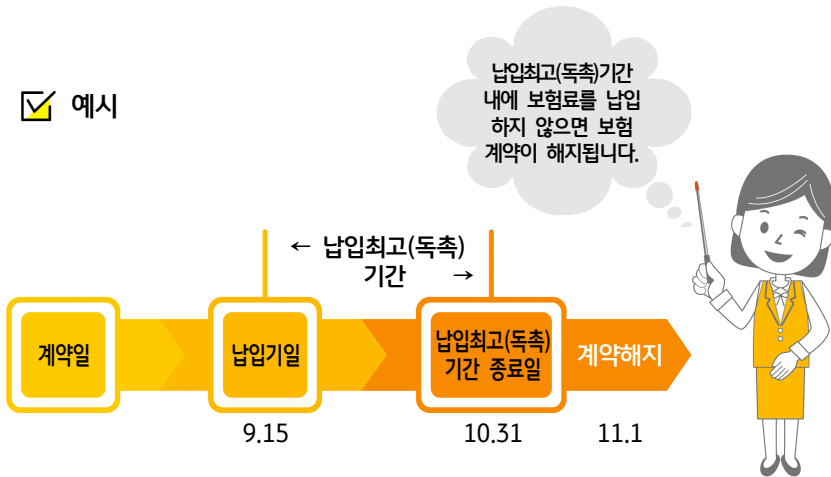 예시
납입최고(독촉)기간
내에 보험료를 납입
하지 않으면 보험
계약이 해지됩니다.
← 납입최고(독촉)
기간 →
계약일
납입기일
납입최고(독촉)
기간 종료일
계약해지
9.15
10.31
11.1